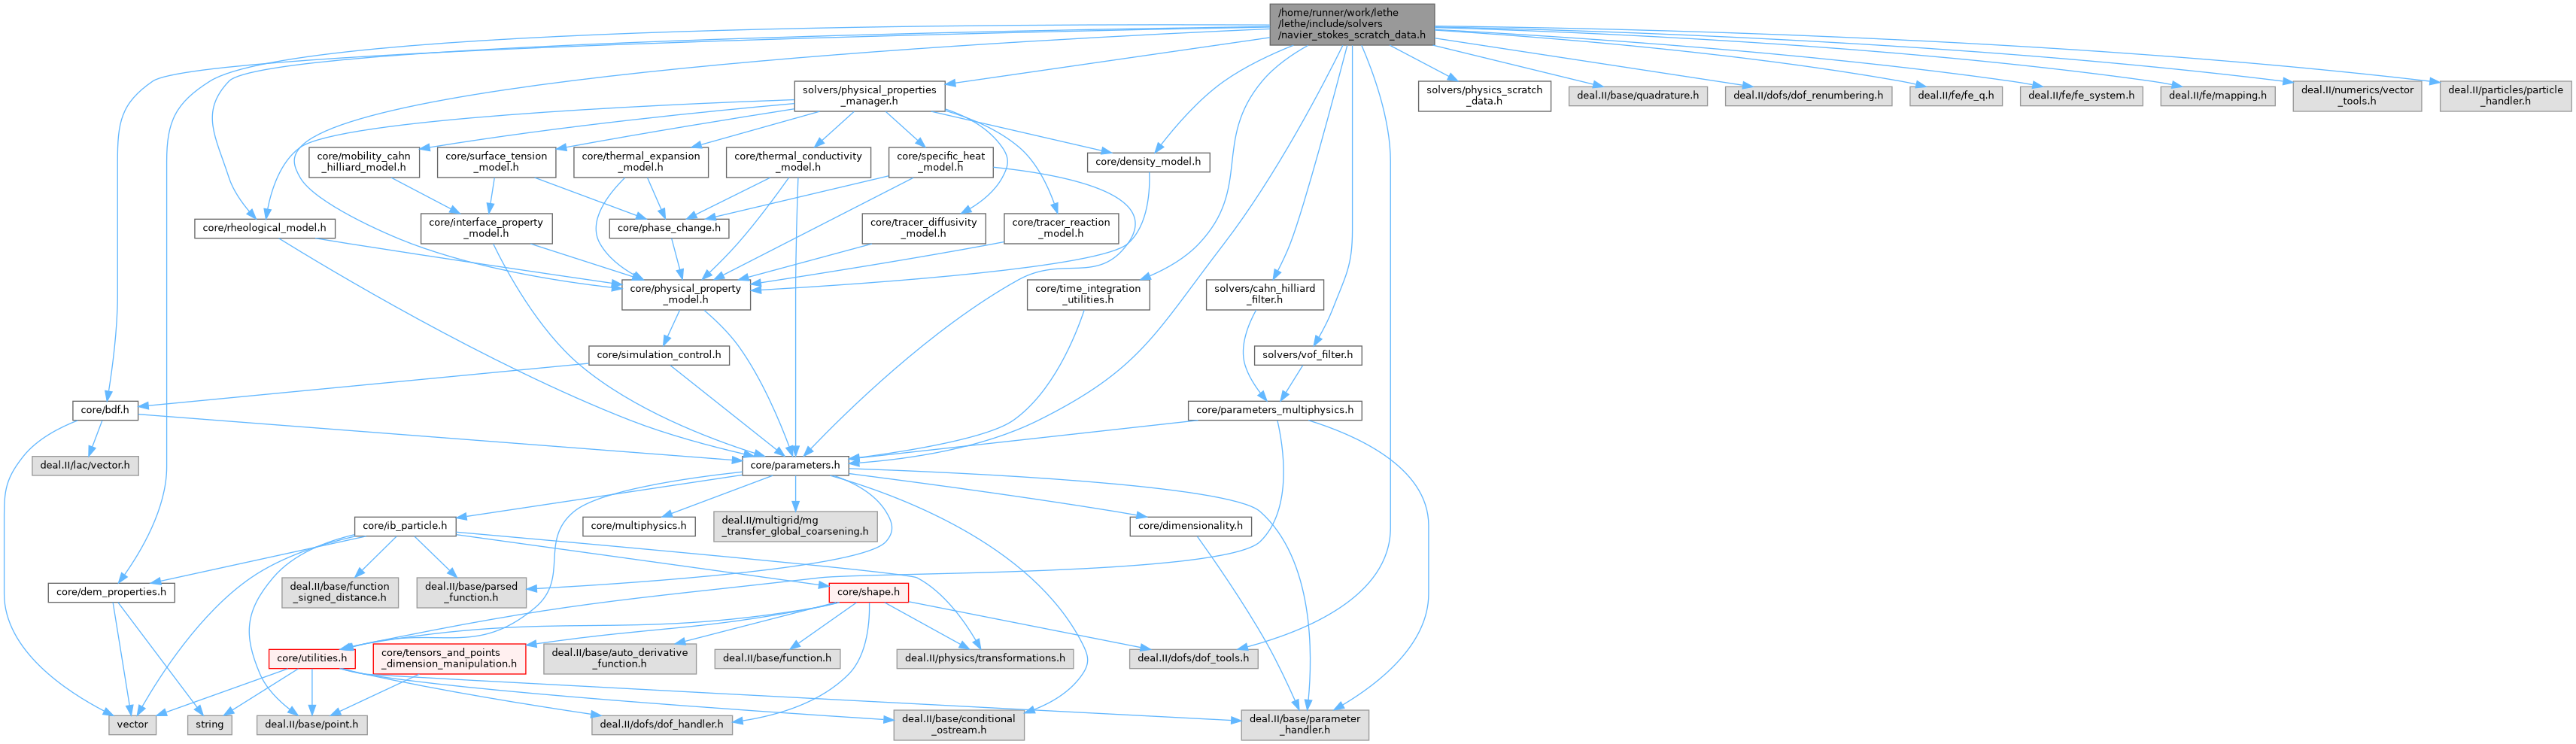 /home/runner/work/lethe
/lethe/include/solvers
/navier_stokes_scratch_data.h
solvers/physical_properties
_manager.h
solvers/physics_scratch
_data.h
deal.II/base/quadrature.h
deal.II/dofs/dof_renumbering.h
deal.II/fe/fe_q.h
deal.II/fe/fe_system.h
deal.II/fe/mapping.h
deal.II/numerics/vector
_tools.h
deal.II/particles/particle
_handler.h
core/mobility_cahn
_hilliard_model.h
core/surface_tension
_model.h
core/thermal_expansion
_model.h
core/thermal_conductivity
_model.h
core/specific_heat
_model.h
core/density_model.h
core/rheological_model.h
core/interface_property
_model.h
core/phase_change.h
core/tracer_diffusivity
_model.h
core/tracer_reaction
_model.h
core/physical_property
_model.h
core/time_integration
_utilities.h
solvers/cahn_hilliard
_filter.h
core/simulation_control.h
solvers/vof_filter.h
core/bdf.h
core/parameters_multiphysics.h
deal.II/lac/vector.h
core/parameters.h
core/ib_particle.h
core/multiphysics.h
deal.II/multigrid/mg
_transfer_global_coarsening.h
core/dimensionality.h
core/dem_properties.h
deal.II/base/function
_signed_distance.h
deal.II/base/parsed
_function.h
core/shape.h
core/utilities.h
core/tensors_and_points
_dimension_manipulation.h
deal.II/base/auto_derivative
_function.h
deal.II/base/function.h
deal.II/physics/transformations.h
deal.II/dofs/dof_tools.h
vector
string
deal.II/base/point.h
deal.II/dofs/dof_handler.h
deal.II/base/conditional
_ostream.h
deal.II/base/parameter
_handler.h